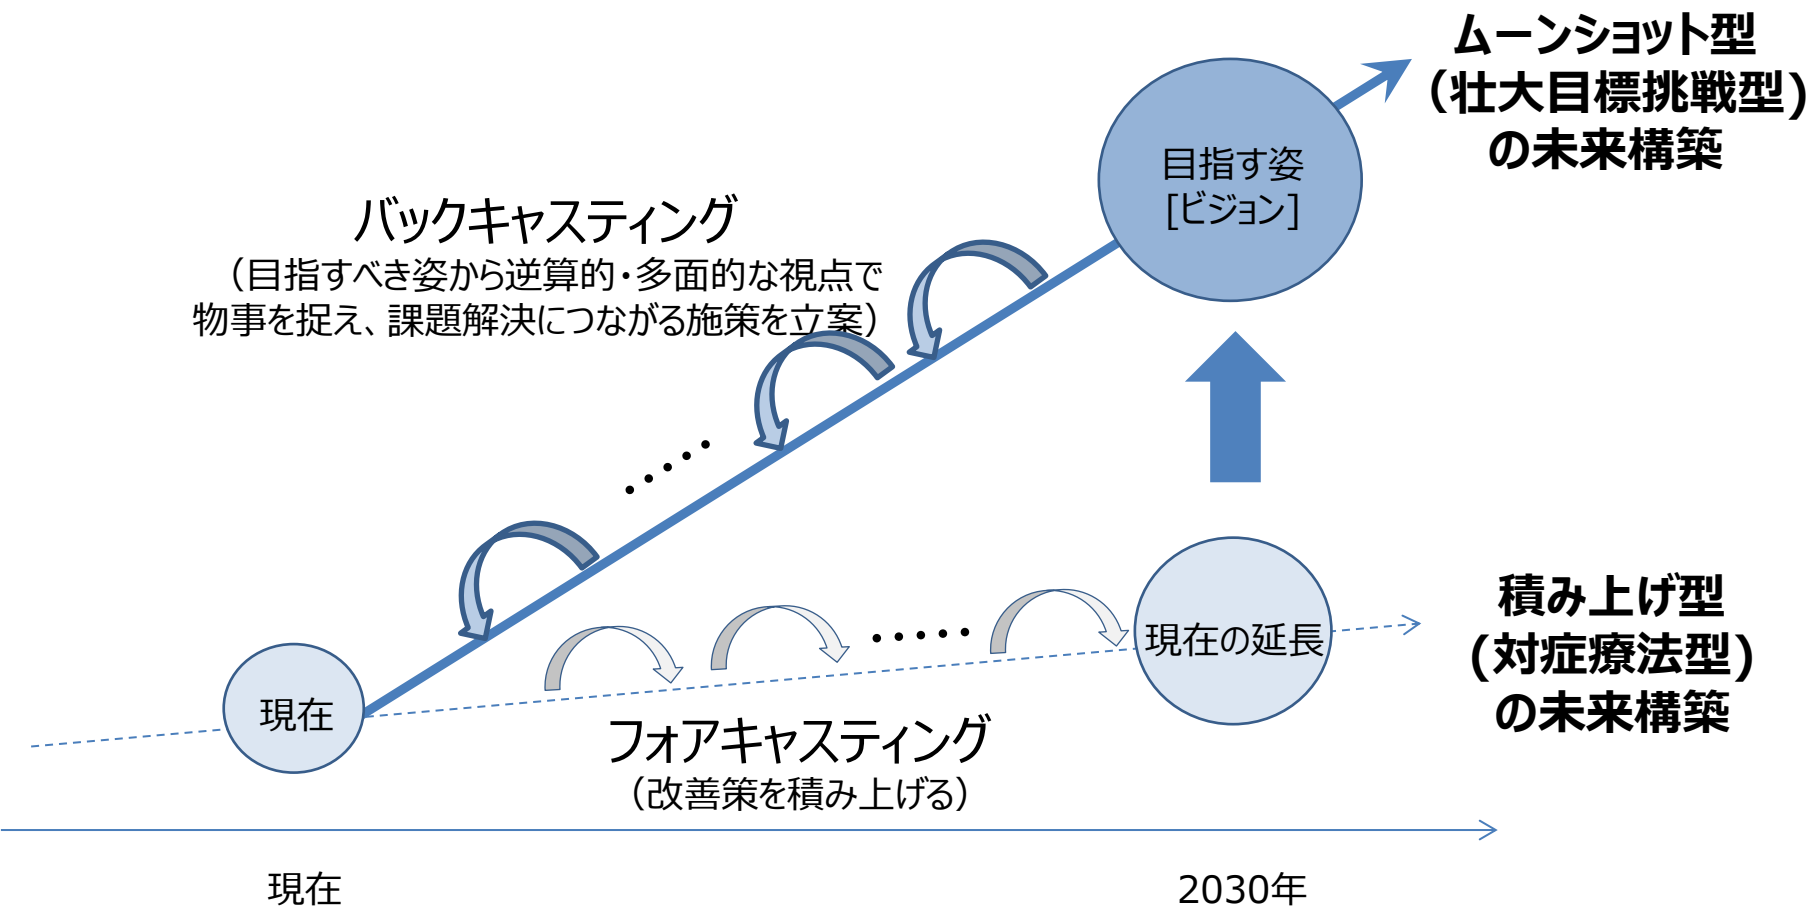 ムーンショット型
（壮大目標挑戦型)
の未来構築
目指す姿
[ビジョン]
バックキャスティング
（目指すべき姿から逆算的・多面的な視点で
物事を捉え、課題解決につながる施策を立案）
・・・・・
現在
・・・・・
現在の延長
積み上げ型
(対症療法型)
の未来構築
フォアキャスティング
（改善策を積み上げる）
現在
2030年